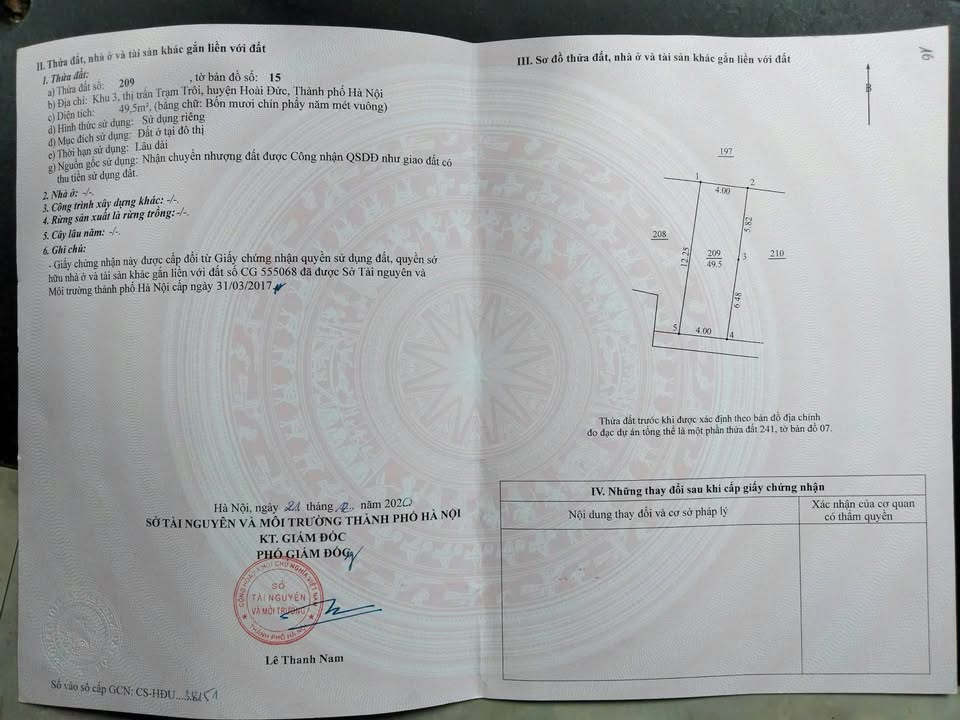 II. Thửa đất, nhà ở và tài sản khác gắn liền với đất
1. Thửa đất:
a) Thửa đất số: 209 , tờ bản đồ số: 15
b) Địa chỉ: Khu 3, thị trấn Trạm Trôi, huyện Hoài Đức, Thành phố Hà Nội
c) Diện tích: 49,5m², (bằng chữ: Bốn mươi chín phẩy năm mét vuông)
d) Hình thức sử dụng: Sử dụng riêng
đ) Mục đích sử dụng: Đất ở tại đô thị
e) Thời hạn sử dụng: Lâu dài
g) Nguồn gốc sử dụng: Nhận chuyển nhượng đất được Công nhận QSDĐ như giao đất có
thu tiền sử dụng đất.
2. Nhà ở: -/-.
3. Công trình xây dựng khác: -/-.
4. Rừng sản xuất là rừng trồng: -/-.
5. Cây lâu năm: -/-.
6. Ghi chú:
- Giấy chứng nhận này được cấp đổi từ Giấy chứng nhận quyền sử dụng đất, quyền sở
hữu nhà ở và tài sản khác gắn liền với đất số CG 555068 đã được Sở Tài nguyên và
Môi trường thành phố Hà Nội cấp ngày 31/03/2017
Hà Nội, ngày 21 tháng 12 năm 2020
SỞ TÀI NGUYÊN VÀ MÔI TRƯỜNG THÀNH PHỐ HÀ NỘI
KT. GIÁM ĐỐC
PHÓ GIÁM ĐỐC
CỘNG HÒA XÃ HỘI CHỦ NGHĨA VIỆT NAM
SỞ
TÀI NGUYÊN
VÀ MÔI TRƯỜNG
THÀNH PHỐ HÀ NỘI
Lê Thanh Nam
Số vào sổ cấp GCN: CS-HĐU....38151
III. Sơ đồ thửa đất, nhà ở và tài sản khác gắn liền với đất
B
197
1
2
4.00
5.82
208
12.25
209
49.5
3
210
6.48
5
4.00
4
Thửa đất trước khi được xác định theo bản đồ địa chính
đo đạc dự án tổng thể là một phần thửa đất 241, tờ bản đồ 07.
IV. Những thay đổi sau khi cấp giấy chứng nhận
Nội dung thay đổi và cơ sở pháp lý
Xác nhận của cơ quan
có thẩm quyền